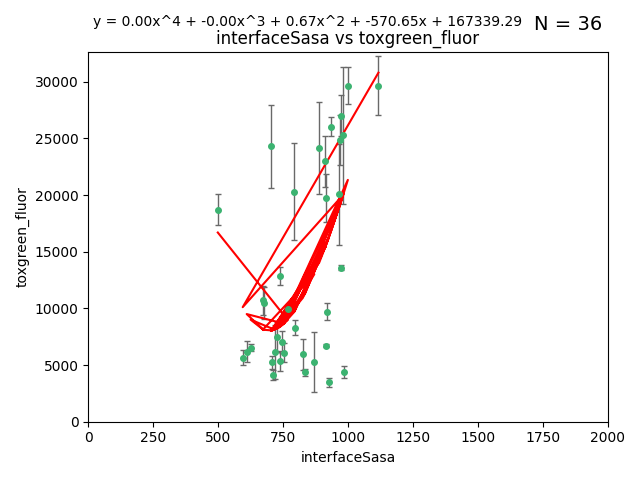 y = 0.00x^4 + -0.00x^3 + 0.67x^2 + -570.65x + 167339.29 N = 36
interfaceSasa vs toxgreen_fluor
30000
25000
20000
15000
10000
5000
0
toxgreen_fluor
0 250 500 750 1000 1250 1500 1750 2000
interfaceSasa